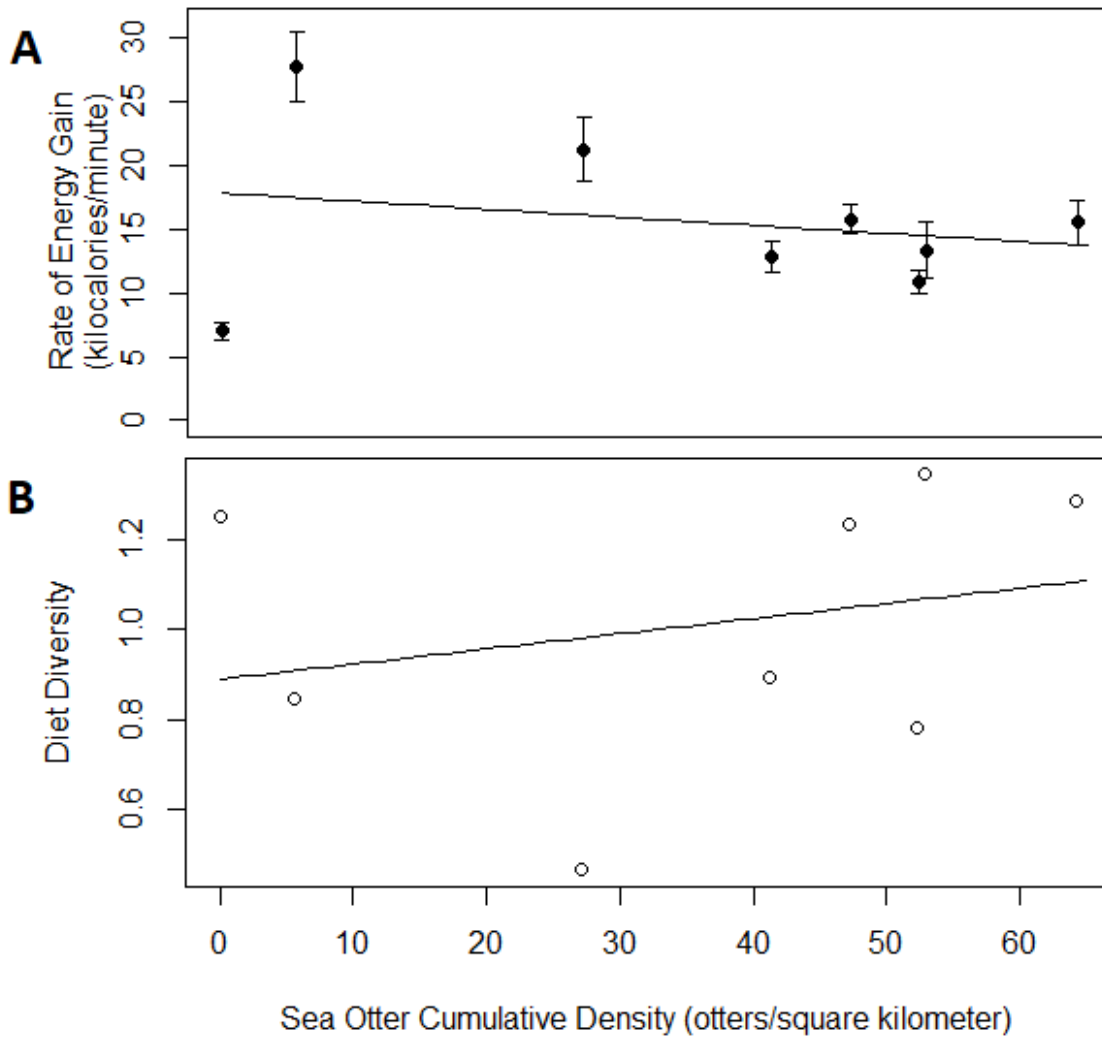 A
Rate of Energy Gain
(kilocalories/minute)
30
25
20
15
10
5
0
B
Diet Diversity
1.2
1.0
0.8
0.6
0 10 20 30 40 50 60
Sea Otter Cumulative Density (otters/square kilometer)